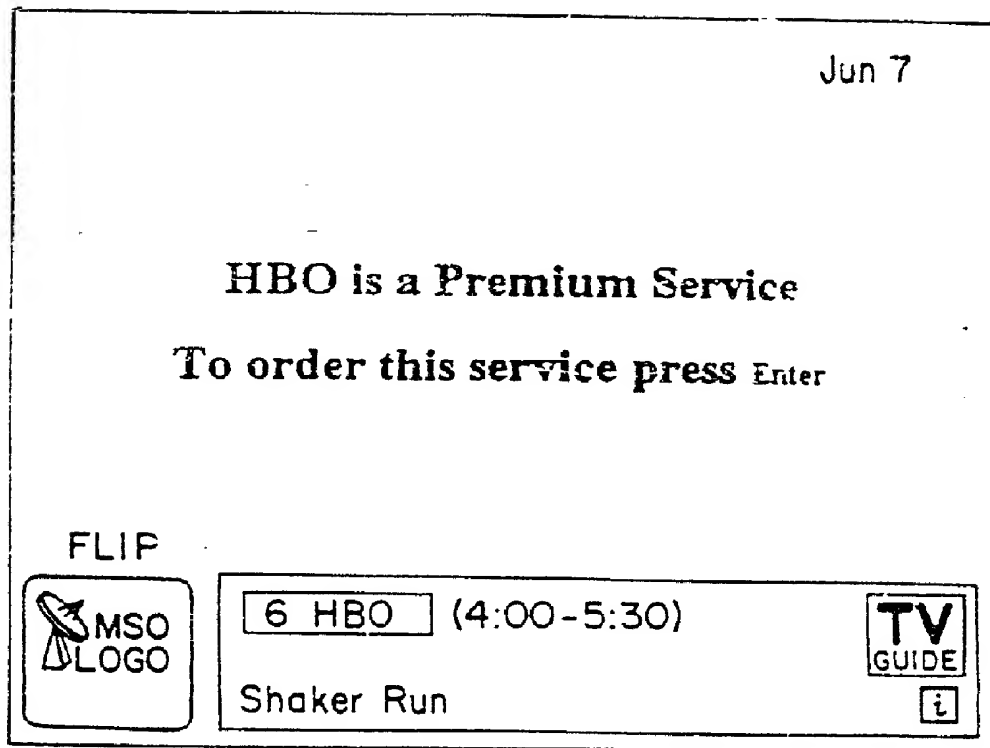 Jun 7
HBO is a Premium Service
To order this service press Enter
FLIP
MSO
LOGO
6 HBO (4:00-5:30)
Shaker Run
TV
GUIDE
i